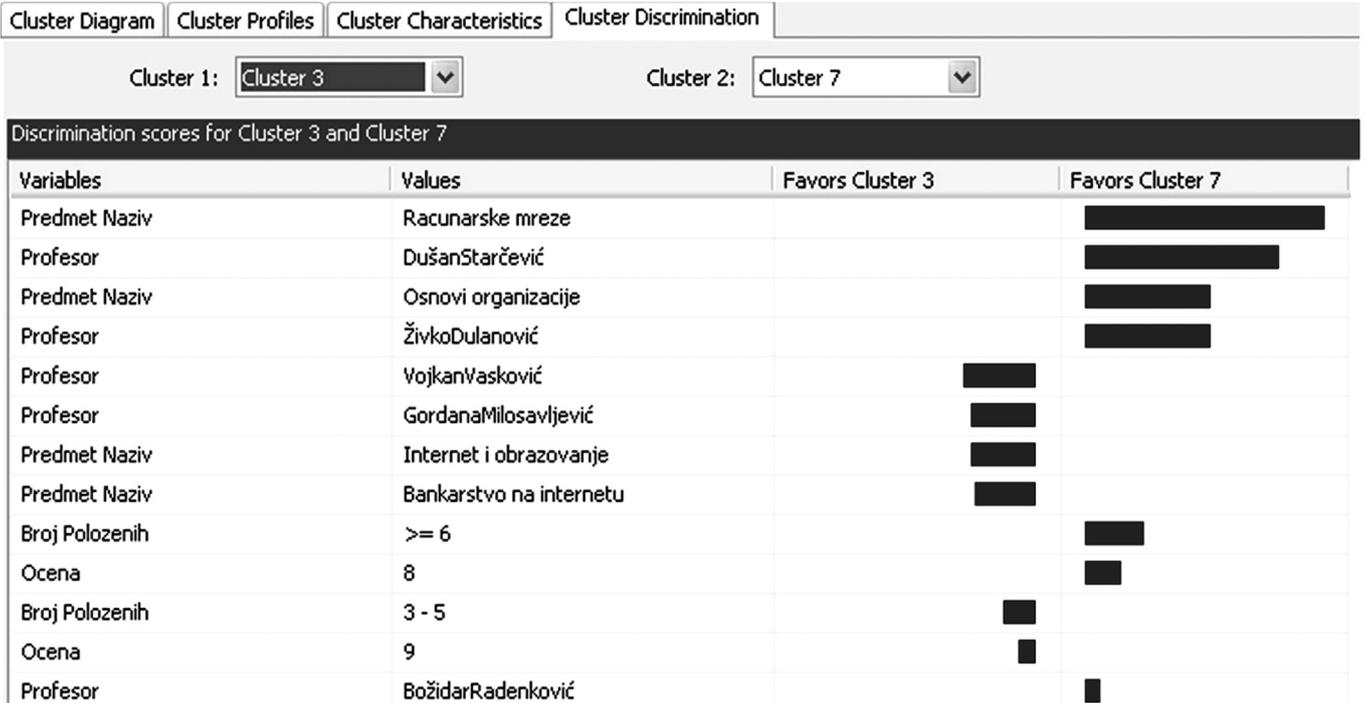 Cluster Diagram Cluster Profiles Cluster Characteristics Cluster Discrimination
Cluster 1: Cluster 3 Cluster 2: Cluster 7
Discrimination scores for Cluster 3 and Cluster 7
Variables Values Favors Cluster 3 Favors Cluster 7
Predmet Naziv Racunarske mreze
Profesor DušanStarčević
Predmet Naziv Osnovi organizacije
Profesor ŽivkoDulanović
Profesor VojkanVasković
Profesor GordanaMilosavljević
Predmet Naziv Internet i obrazovanje
Predmet Naziv Bankarstvo na internetu
Broj Polozenih >= 6
Ocena 8
Broj Polozenih 3 - 5
Ocena 9
Profesor BožidarRadenković